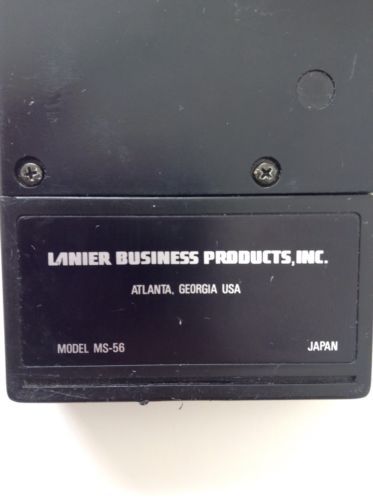 LANIER BUSINESS PRODUCTS, INC.
ATLANTA, GEORGIA USA
MODEL MS-56 JAPAN